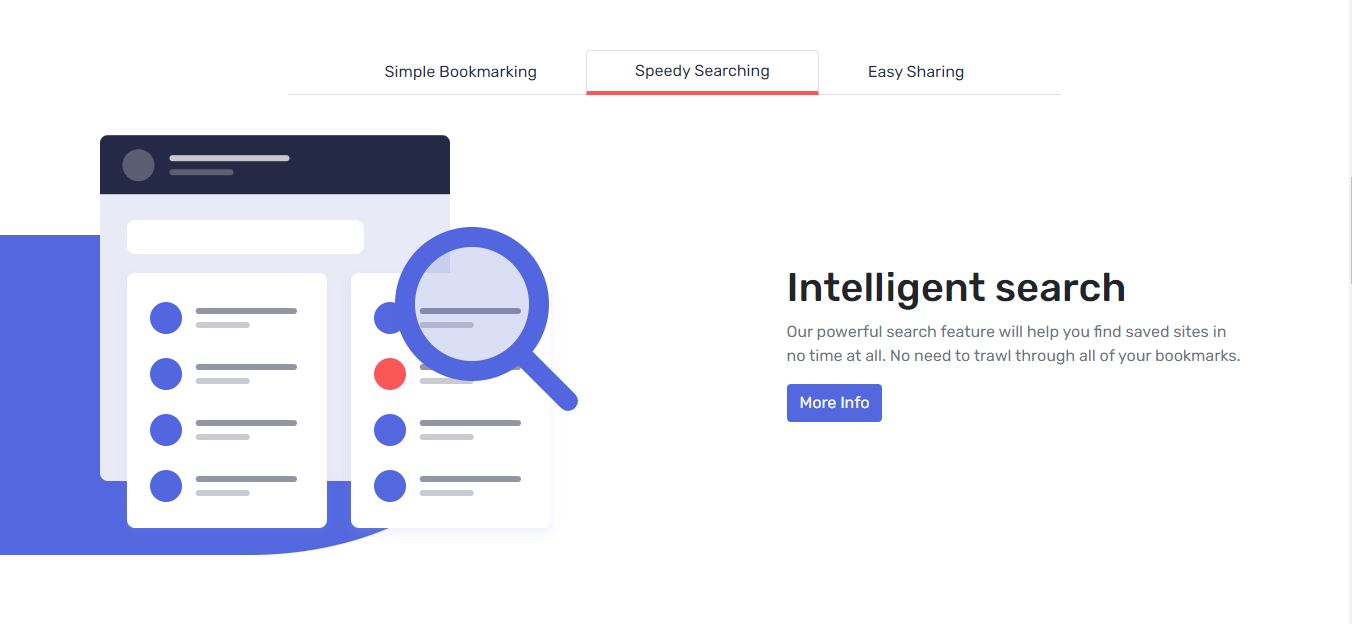 Simple Bookmarking
Speedy Searching
Easy Sharing
Intelligent search
Our powerful search feature will help you find saved sites in
no time at all. No need to trawl through all of your bookmarks.
More Info